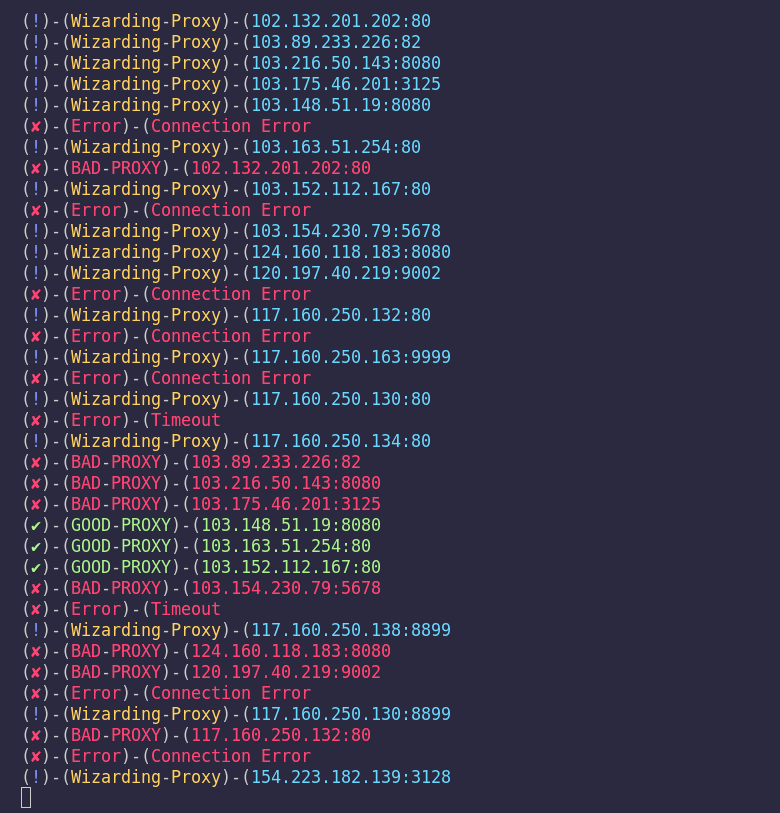 (!)-(Wizarding-Proxy)-(102.132.201.202:80
(!)-(Wizarding-Proxy)-(103.89.233.226:82
(!)-(Wizarding-Proxy)-(103.216.50.143:8080
(!)-(Wizarding-Proxy)-(103.175.46.201:3125
(!)-(Wizarding-Proxy)-(103.148.51.19:8080
(✘)-(Error)-(Connection Error
(!)-(Wizarding-Proxy)-(103.163.51.254:80
(✘)-(BAD-PROXY)-(102.132.201.202:80
(!)-(Wizarding-Proxy)-(103.152.112.167:80
(✘)-(Error)-(Connection Error
(!)-(Wizarding-Proxy)-(103.154.230.79:5678
(!)-(Wizarding-Proxy)-(124.160.118.183:8080
(!)-(Wizarding-Proxy)-(120.197.40.219:9002
(✘)-(Error)-(Connection Error
(!)-(Wizarding-Proxy)-(117.160.250.132:80
(✘)-(Error)-(Connection Error
(!)-(Wizarding-Proxy)-(117.160.250.163:9999
(✘)-(Error)-(Connection Error
(!)-(Wizarding-Proxy)-(117.160.250.130:80
(✘)-(Error)-(Timeout
(!)-(Wizarding-Proxy)-(117.160.250.134:80
(✘)-(BAD-PROXY)-(103.89.233.226:82
(✘)-(BAD-PROXY)-(103.216.50.143:8080
(✘)-(BAD-PROXY)-(103.175.46.201:3125
(✔)-(GOOD-PROXY)-(103.148.51.19:8080
(✔)-(GOOD-PROXY)-(103.163.51.254:80
(✔)-(GOOD-PROXY)-(103.152.112.167:80
(✘)-(BAD-PROXY)-(103.154.230.79:5678
(✘)-(Error)-(Timeout
(!)-(Wizarding-Proxy)-(117.160.250.138:8899
(✘)-(BAD-PROXY)-(124.160.118.183:8080
(✘)-(BAD-PROXY)-(120.197.40.219:9002
(✘)-(Error)-(Connection Error
(!)-(Wizarding-Proxy)-(117.160.250.130:8899
(✘)-(BAD-PROXY)-(117.160.250.132:80
(✘)-(Error)-(Connection Error
(!)-(Wizarding-Proxy)-(154.223.182.139:3128